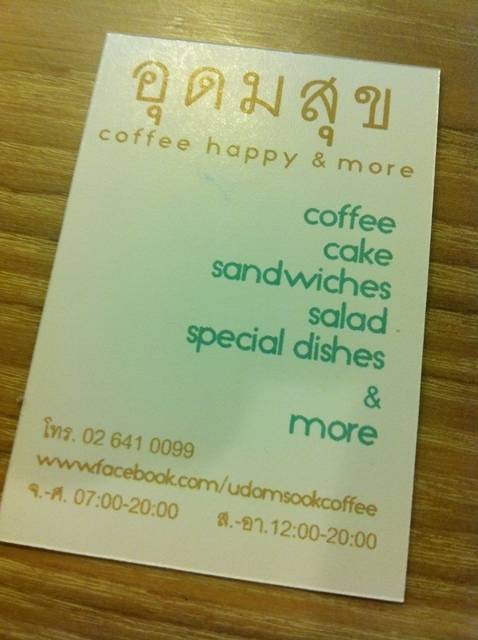 อุดมสุข
coffee happy & more
coffee
cake
sandwiches
salad
special dishes
&
more
โทร. 02 641 0099
www.facebook.com/udomsookcoffee
จ.-ศ. 07:00-20:00 ส.-อา.12:00-20:00